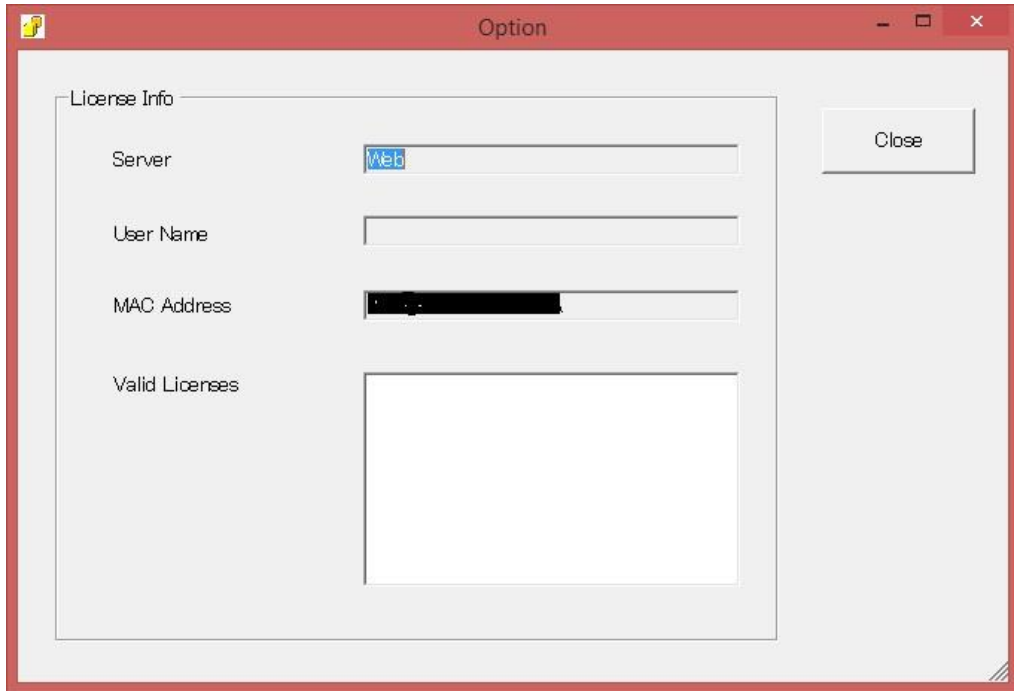 Option
License Info
Close
Server
Web
User Name
MAC Address
Valid Licenses